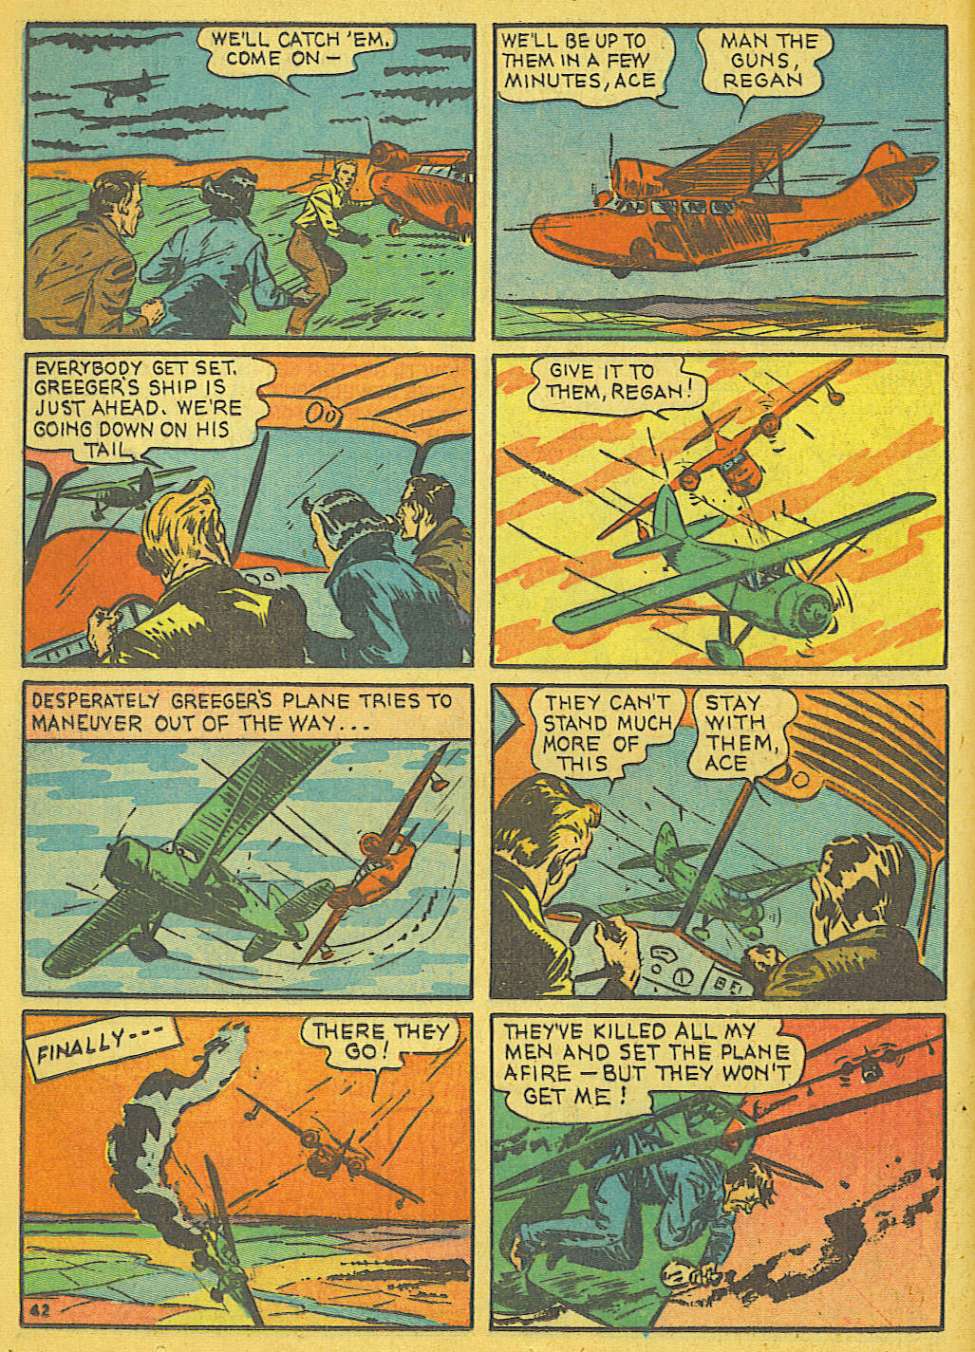 WE'LL CATCH 'EM.
COME ON —
WE'LL BE UP TO
THEM IN A FEW
MINUTES, ACE
MAN THE
GUNS,
REGAN
EVERYBODY GET SET.
GREEGER'S SHIP IS
JUST AHEAD. WE'RE
GOING DOWN ON HIS
TAIL
GIVE IT TO
THEM, REGAN!
DESPERATELY GREEGER'S PLANE TRIES TO
MANEUVER OUT OF THE WAY...
THEY CAN'T
STAND MUCH
MORE OF
THIS
STAY
WITH
THEM,
ACE
FINALLY---
THERE THEY
GO!
THEY'VE KILLED ALL MY
MEN AND SET THE PLANE
AFIRE — BUT THEY WON'T
GET ME!
42